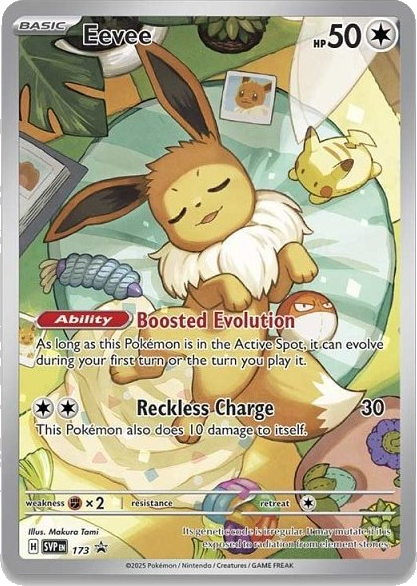 BASIC
Eevee
HP50
Ability Boosted Evolution
As long as this Pokémon is in the Active Spot, it can evolve
during your first turn or the turn you play it.
Reckless Charge 30
This Pokémon also does 10 damage to itself.
weakness ×2 resistance retreat
Illus. Makura Tami
H SVP EN 173
Its genetic code is irregular. It may mutate if it is
exposed to radiation from element stones.
©2025 Pokémon / Nintendo / Creatures / GAME FREAK